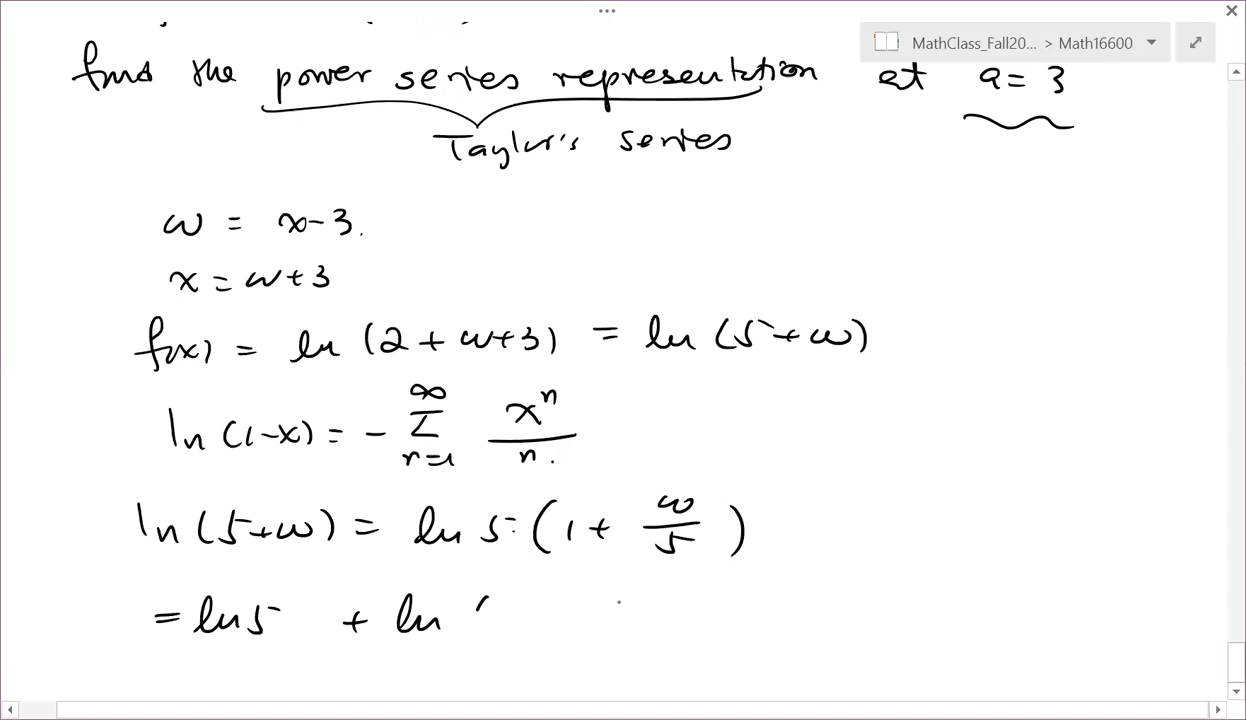 MathClass_Fall20... > Math16600
find the power series representation at a = 3
Taylor's series
w = x - 3.
x = w + 3
f(x) = ln (2 + w + 3) = ln (5 + w)
ln (1 - x) = - ∑_{n=1}^{∞} x^n / n.
ln (5 + w) = ln 5 · (1 + w/5)
= ln 5 + ln (